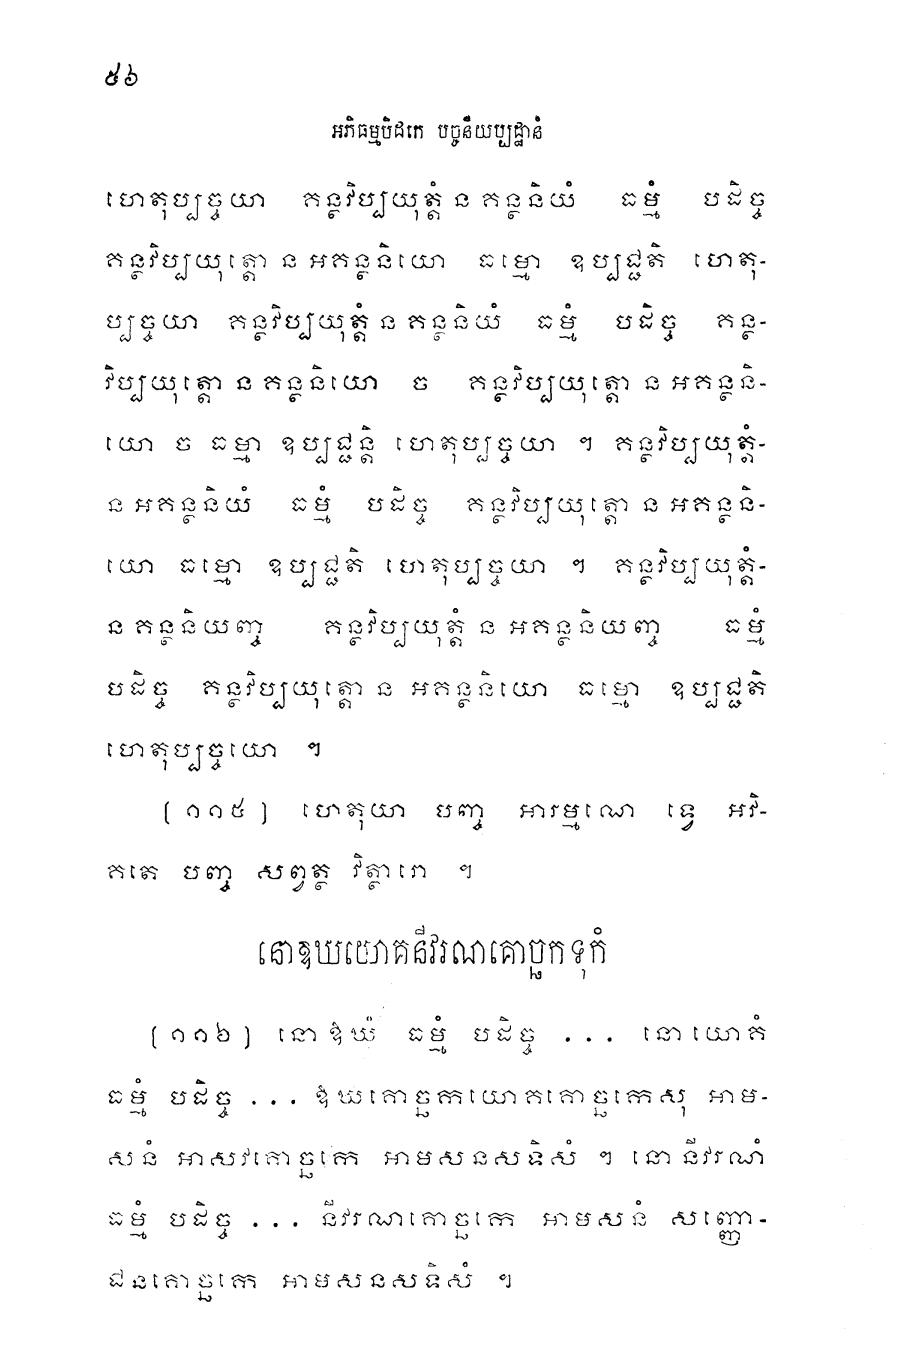 ៥៦
អភិធម្មបិដកេ បច្ចនីយប្បដ្ឋានំ
ហេតុប្បច្ចយា គន្ថវិប្បយុត្តំ ន គន្ថនិយំ ធម្មំ បដិច្ច
គន្ថវិប្បយុត្តោ ន អគន្ថនិយោ ធម្មោ ឧប្បជ្ជតិ ហេតុ-
ប្បច្ចយា គន្ថវិប្បយុត្តំ ន គន្ថនិយំ ធម្មំ បដិច្ច គន្ថ-
វិប្បយុត្តោ ន គន្ថនិយោ ច គន្ថវិប្បយុត្តោ ន អគន្ថនិ-
យោ ច ធម្មា ឧប្បជ្ជន្តិ ហេតុប្បច្ចយា ។ គន្ថវិប្បយុត្តំ-
ន អគន្ថនិយំ ធម្មំ បដិច្ច គន្ថវិប្បយុត្តោ ន អគន្ថនិ-
យោ ធម្មោ ឧប្បជ្ជតិ ហេតុប្បច្ចយា ។ គន្ថវិប្បយុត្តំ-
ន គន្ថនិយញ្ច គន្ថវិប្បយុត្តំ ន អគន្ថនិយញ្ច ធម្មំ
បដិច្ច គន្ថវិប្បយុត្តោ ន អគន្ថនិយោ ធម្មោ ឧប្បជ្ជតិ
ហេតុប្បច្ចយោ ។
(១១៥) ហេតុយា បញ្ច អារម្មណេ ទ្វេ អវិ-
គតេ បញ្ច សព្វត្ថ វិត្ថារោ ។
នោឱឃយោគនីវរណគោច្ឆកទុកំ
(១១៦) នោ ឱឃំ ធម្មំ បដិច្ច ... នោ យោគំ
ធម្មំ បដិច្ច ... ឱឃគោច្ឆកយោគគោច្ឆកេសុ អាម-
សនំ អាសវគោច្ឆកេ អាមសនសទិសំ ។ នោ នីវរណំ
ធម្មំ បដិច្ច ... នីវរណាគោច្ឆកេ អាមសនំ សញ្ញោ-
ជនគោច្ឆកេ អាមសនសទិសំ ។